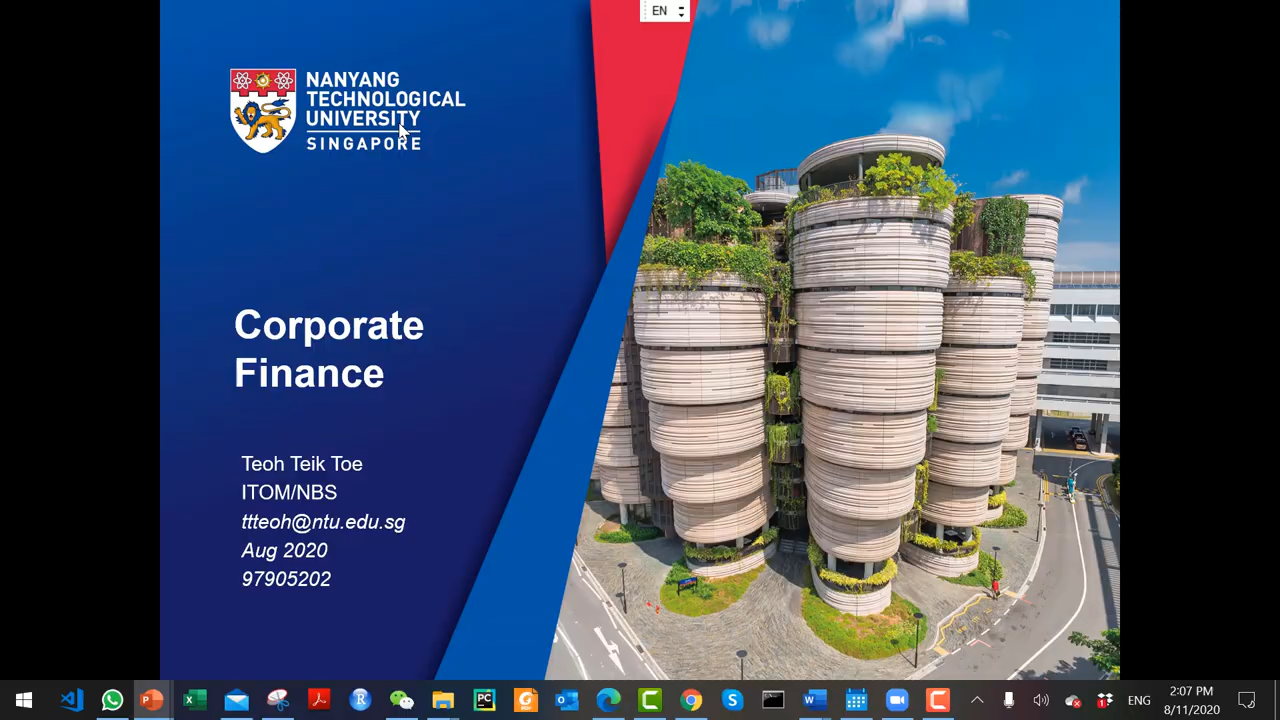 EN
NANYANG
TECHNOLOGICAL
UNIVERSITY
SINGAPORE
Corporate
Finance
Teoh Teik Toe
ITOM/NBS
ttteoh@ntu.edu.sg
Aug 2020
97905202
ENG
2:07 PM
8/11/2020